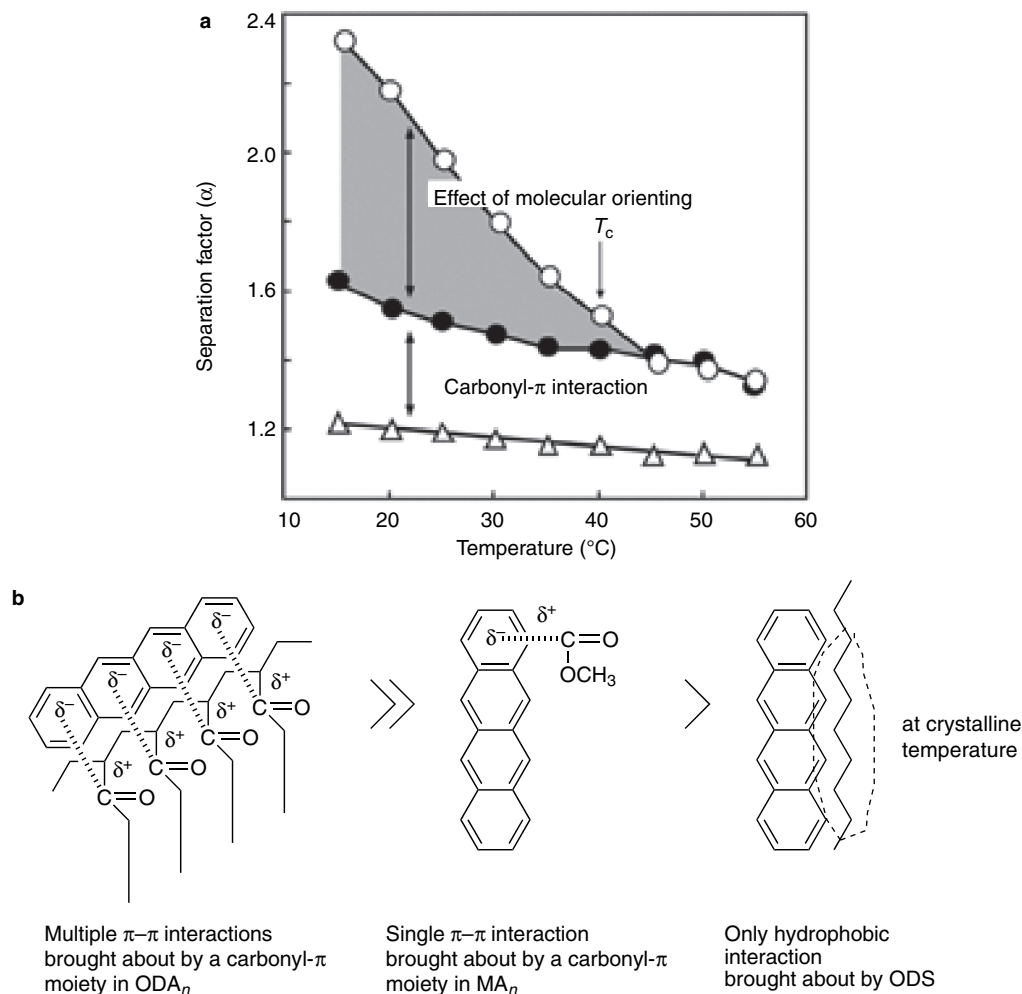 a
2.4
2.0
1.6
1.2
Separation factor (α)
Effect of molecular orienting
Tc
Carbonyl-π interaction
10 20 30 40 50 60
Temperature (°C)
b
δ– δ– δ– δ–
δ+ δ+ δ+ δ+
C=O C=O C=O C=O
δ+
δ– C=O
OCH3
at crystalline
temperature
Multiple π–π interactions
brought about by a carbonyl-π
moiety in ODAn
Single π–π interaction
brought about by a carbonyl-π
moiety in MAn
Only hydrophobic
interaction
brought about by ODS